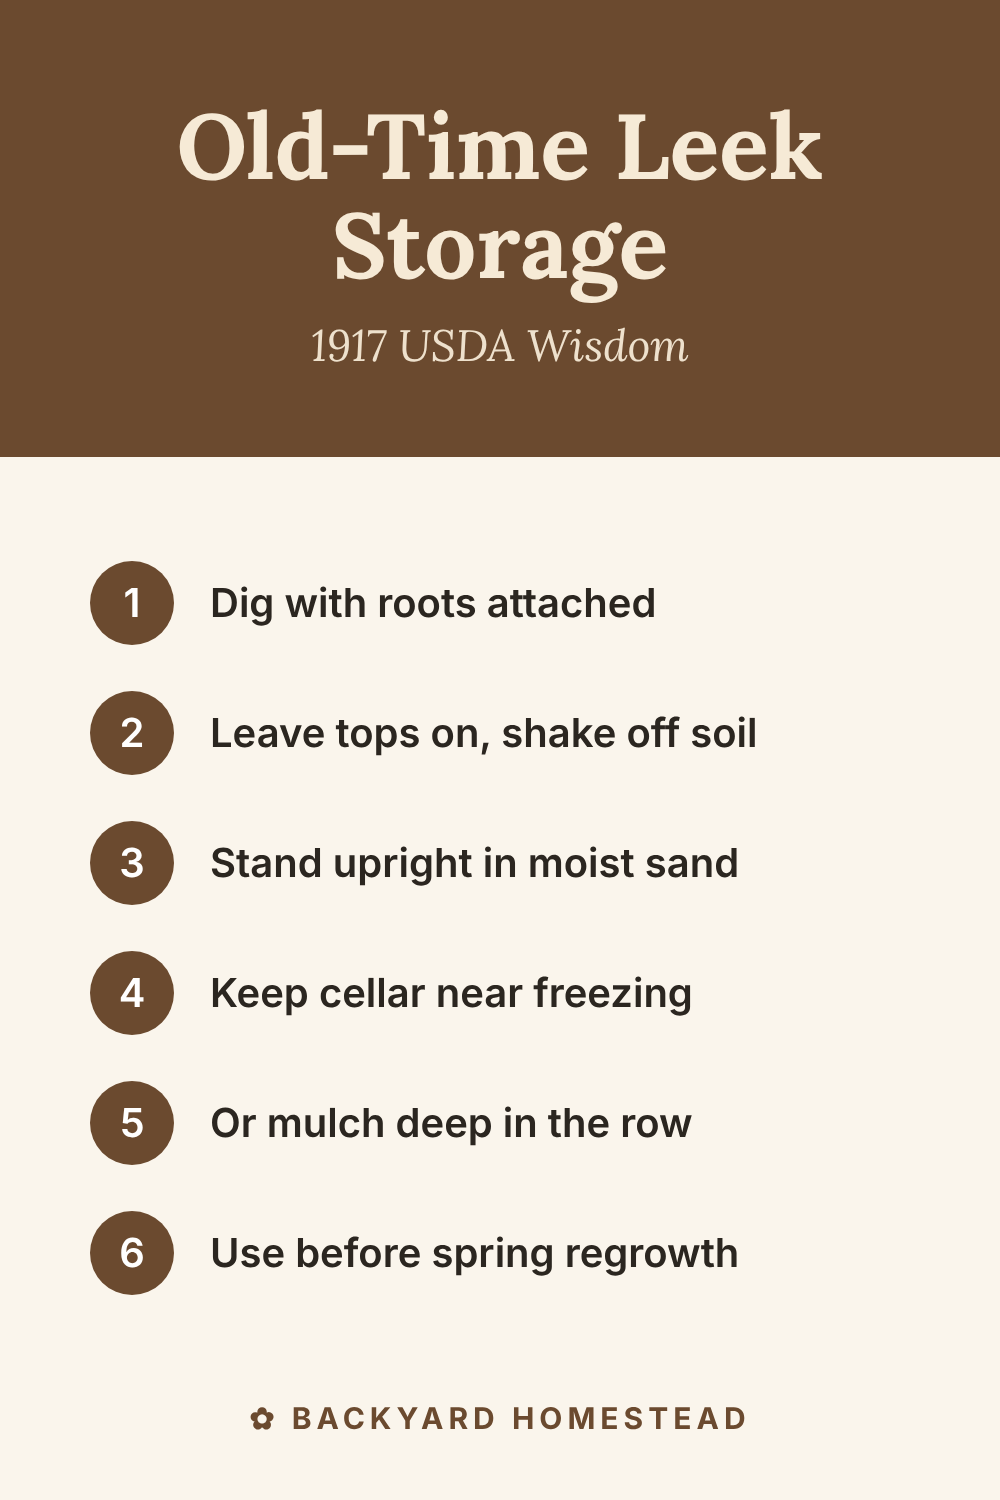 Old-Time Leek
Storage
1917 USDA Wisdom
1 Dig with roots attached
2 Leave tops on, shake off soil
3 Stand upright in moist sand
4 Keep cellar near freezing
5 Or mulch deep in the row
6 Use before spring regrowth
✿ BACKYARD HOMESTEAD